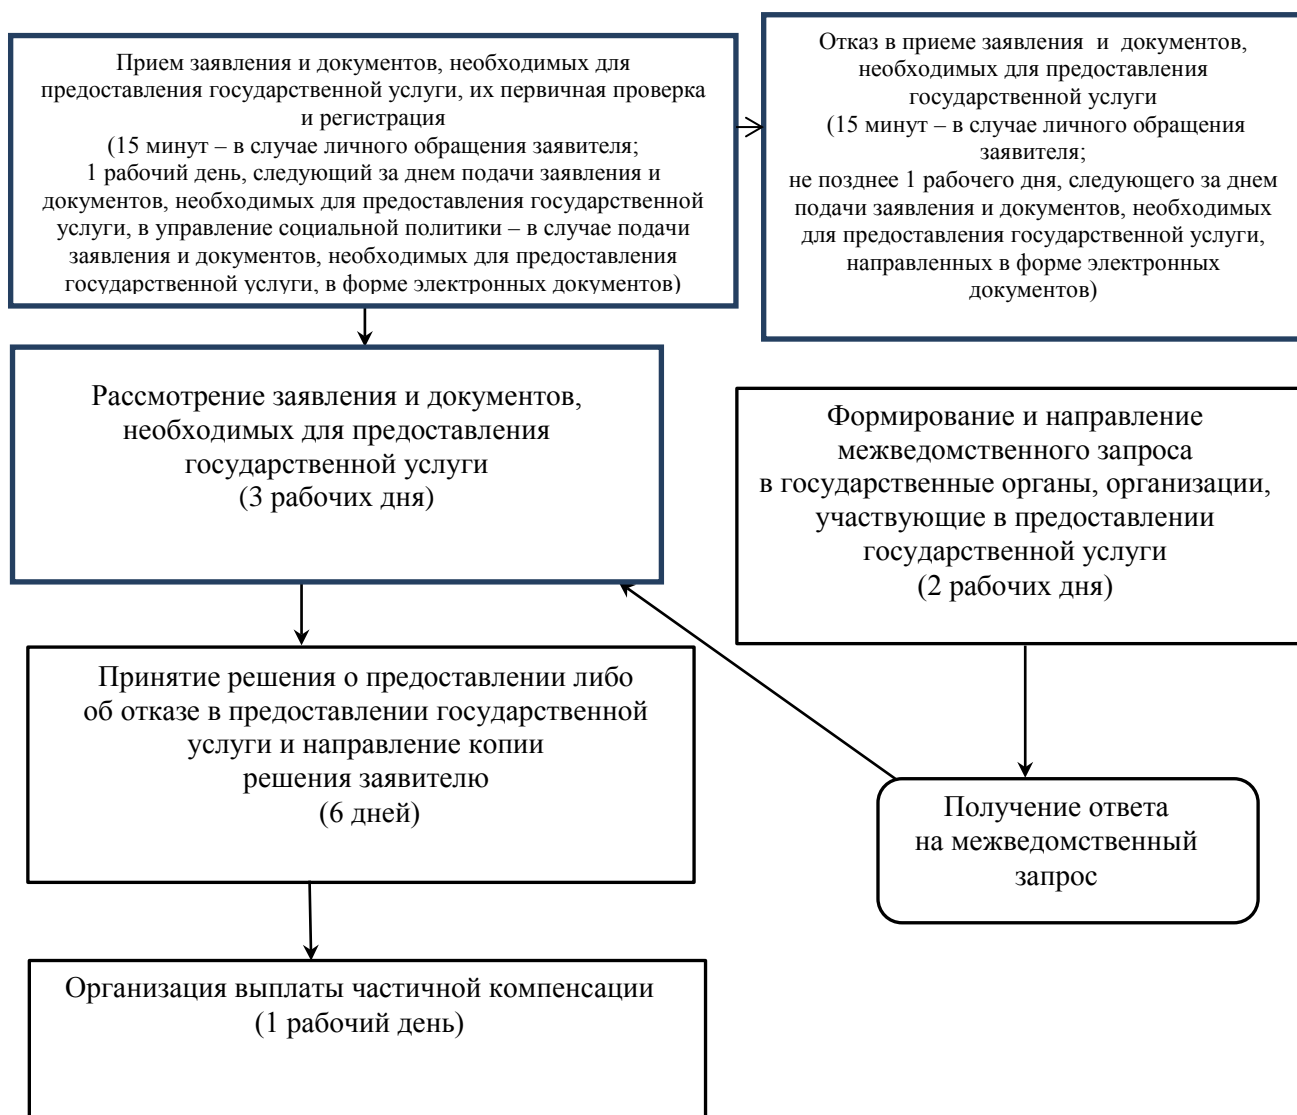 Прием заявления и документов, необходимых для
предоставления государственной услуги, их первичная проверка
и регистрация
(15 минут – в случае личного обращения заявителя;
1 рабочий день, следующий за днем подачи заявления и
документов, необходимых для предоставления государственной
услуги, в управление социальной политики – в случае подачи
заявления и документов, необходимых для предоставления
государственной услуги, в форме электронных документов)
Отказ в приеме заявления и документов,
необходимых для предоставления
государственной услуги
(15 минут – в случае личного обращения
заявителя;
не позднее 1 рабочего дня, следующего за днем
подачи заявления и документов, необходимых
для предоставления государственной услуги,
направленных в форме электронных
документов)
Рассмотрение заявления и документов,
необходимых для предоставления
государственной услуги
(3 рабочих дня)
Формирование и направление
межведомственного запроса
в государственные органы, организации,
участвующие в предоставлении
государственной услуги
(2 рабочих дня)
Принятие решения о предоставлении либо
об отказе в предоставлении государственной
услуги и направление копии
решения заявителю
(6 дней)
Получение ответа
на межведомственный
запрос
Организация выплаты частичной компенсации
(1 рабочий день)